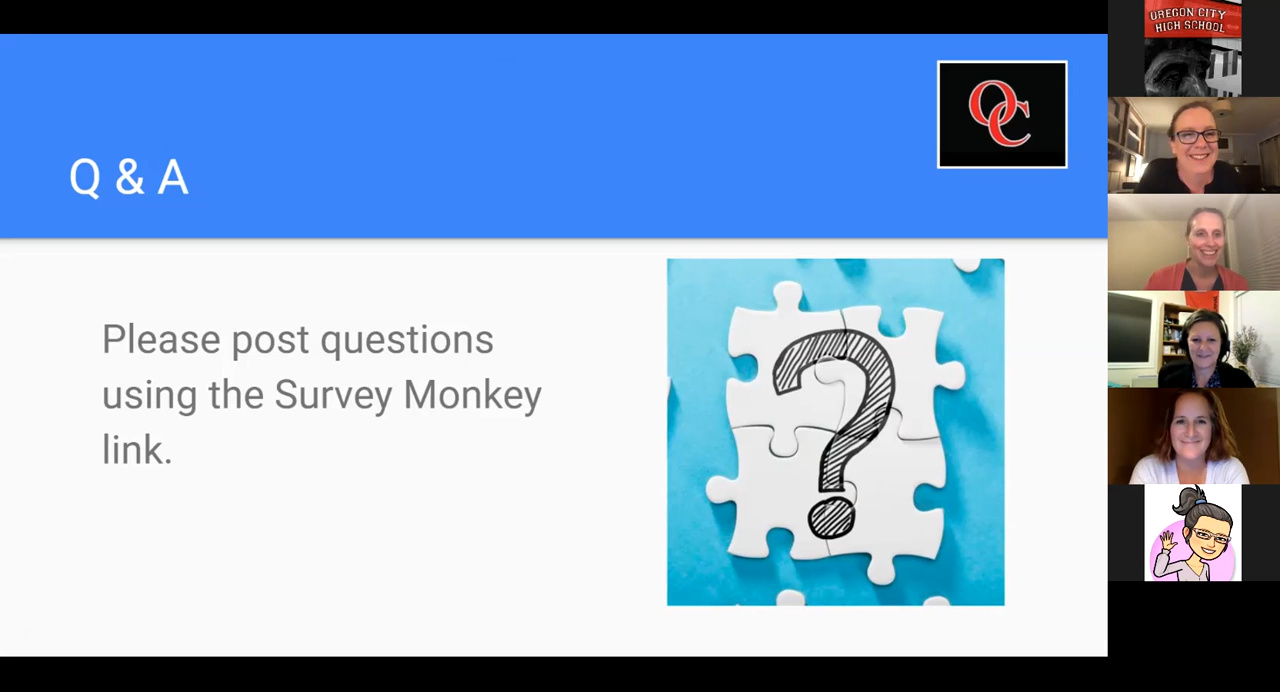 OREGON CITY
HIGH SCHOOL
OC
Q & A
Please post questions
using the Survey Monkey
link.
?